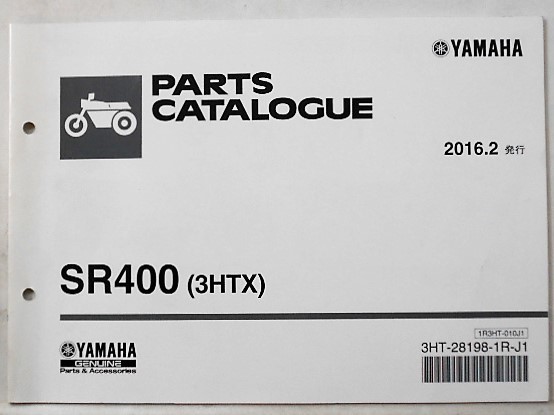 YAMAHA
PARTS
CATALOGUE
2016.2 発行
SR400 (3HTX)
1R3HT-010J1
YAMAHA
GENUINE
Parts & Accessories
3HT-28198-1R-J1